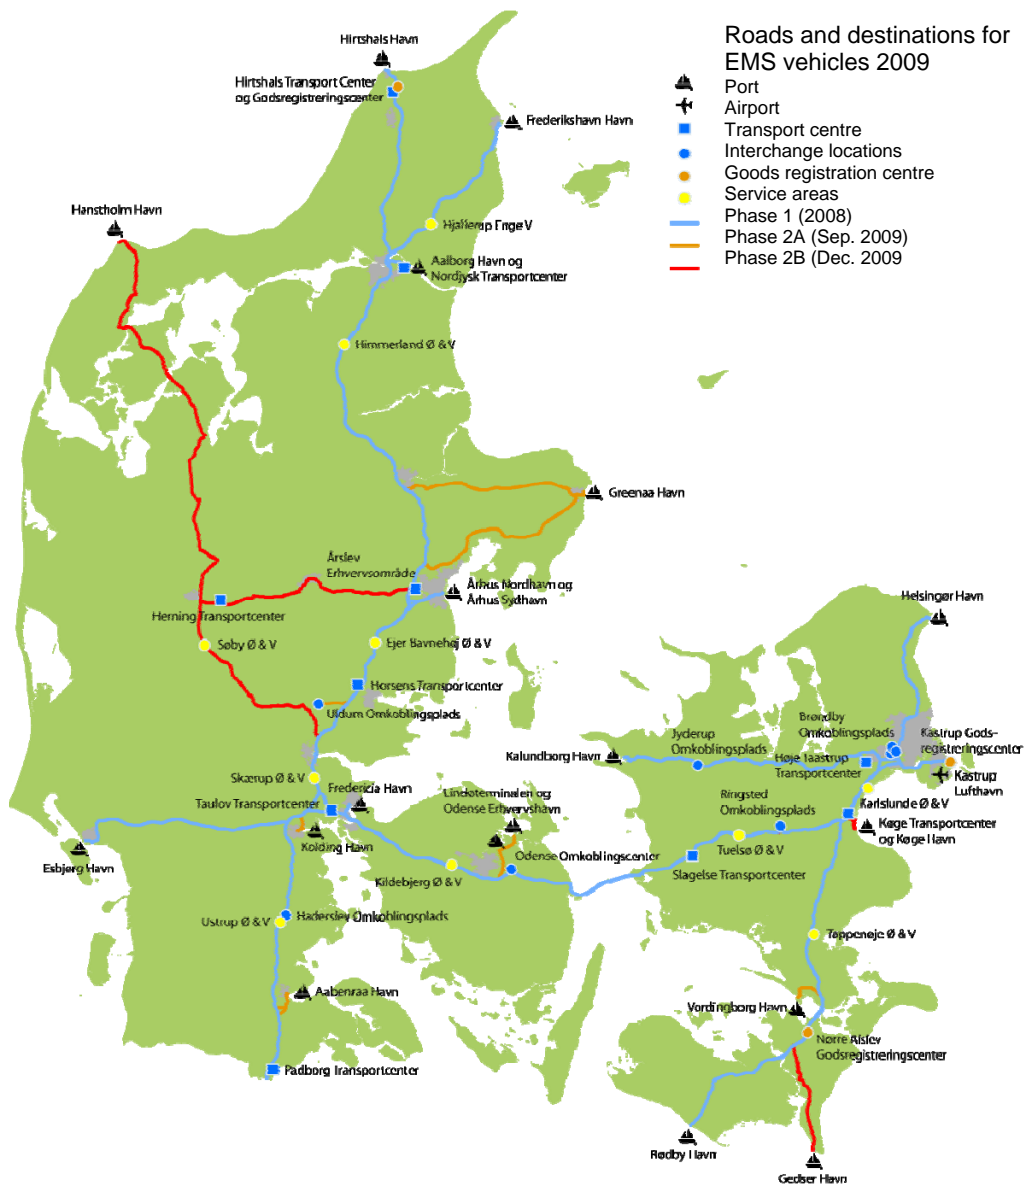 Roads and destinations for
EMS vehicles 2009
Port
Airport
Transport centre
Interchange locations
Goods registration centre
Service areas
Phase 1 (2008)
Phase 2A (Sep. 2009)
Phase 2B (Dec. 2009
Hirtshals Havn
Hirtshals Transport Center
og Godsregistreringscenter
Frederikshavn Havn
Hanstholm Havn
Hjallerup Enge V
Aalborg Havn og
Nordjysk Transportcenter
Himmerland Ø & V
Greenaa Havn
Årslev
Erhvervsområde
Århus Nordhavn og
Århus Sydhavn
Herning Transportcenter
Helsingør Havn
Søby Ø & V
Ejer Bavnehøj Ø & V
Horsens Transportcenter
Uldum Omkoblingsplads
Brøndby
Omkoblingsplads
Kastrup Gods-
registreringscenter
Jyderup
Omkoblingsplads
Kalundborg Havn
Høje Taastrup
Transportcenter
Kastrup
Lufthavn
Skærup Ø & V
Fredericia Havn
Lindøterminalen og
Odense Erhvervshavn
Ringsted
Omkoblingsplads
Taulov Transportcenter
Karlslunde Ø & V
Køge Transportcenter
og Køge Havn
Kolding Havn
Tuelsø Ø & V
Odense Omkoblingscenter
Esbjerg Havn
Slagelse Transportcenter
Kildebjerg Ø & V
Haderslev Omkoblingsplads
Ustrup Ø & V
Tappenøje Ø & V
Aabenraa Havn
Vordingborg Havn
Nørre Alslev
Godsregistreringscenter
Padborg Transportcenter
Rødby Havn
Gedser Havn